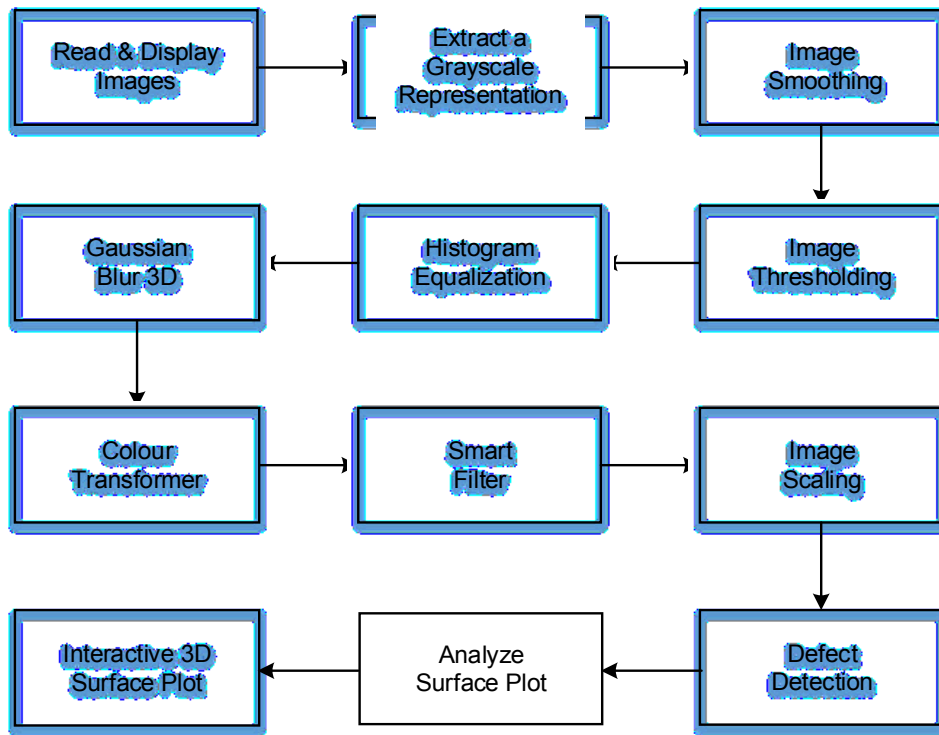 Read & Display
Images
Extract a
Grayscale
Representation
Image
Smoothing
Gaussian
Blur 3D
Histogram
Equalization
Image
Thresholding
Colour
Transformer
Smart
Filter
Image
Scaling
Interactive 3D
Surface Plot
Analyze
Surface Plot
Defect
Detection